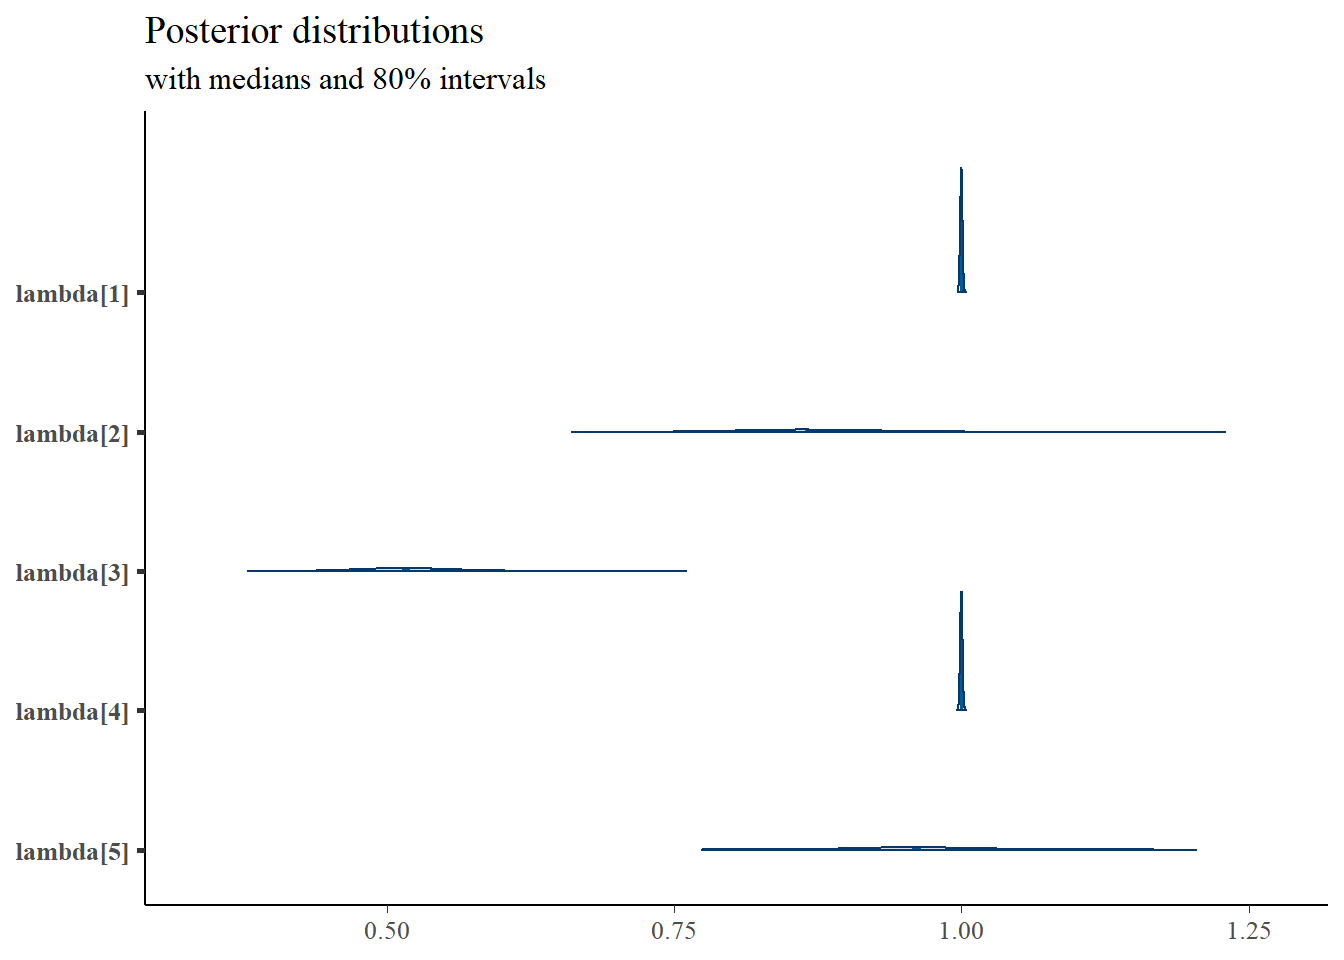 Posterior distributions
with medians and 80% intervals
lambda[1]
lambda[2]
lambda[3]
lambda[4]
lambda[5]
0.50 0.75 1.00 1.25